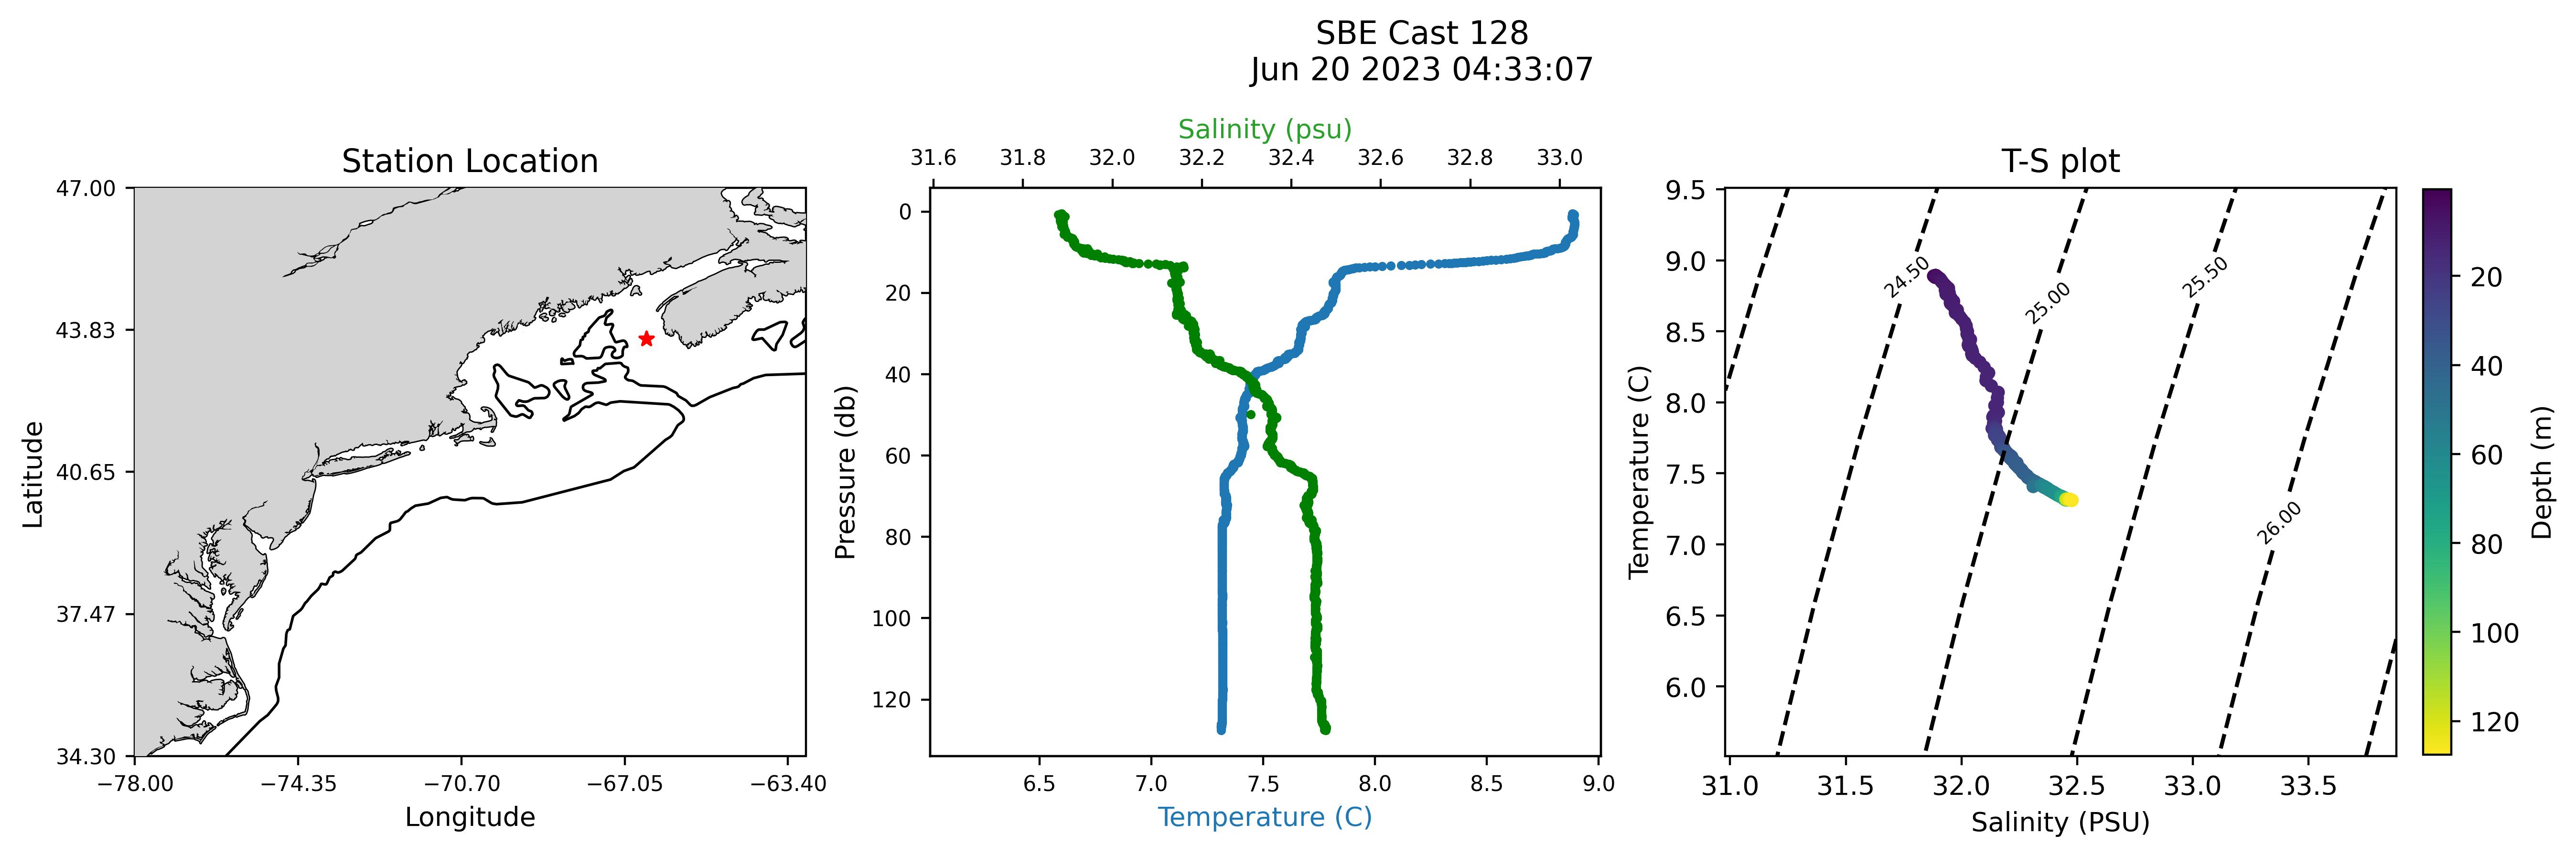 SBE Cast 128
Jun 20 2023 04:33:07
Station Location
47.00
43.83
40.65
37.47
34.30
Latitude
−78.00 −74.35 −70.70 −67.05 −63.40
Longitude
Salinity (psu)
31.6 31.8 32.0 32.2 32.4 32.6 32.8 33.0
0
20
40
60
80
100
120
Pressure (db)
6.5 7.0 7.5 8.0 8.5 9.0
Temperature (C)
T-S plot
9.5
9.0
8.5
8.0
7.5
7.0
6.5
6.0
Temperature (C)
24.50
25.00
25.50
26.00
31.0 31.5 32.0 32.5 33.0 33.5
Salinity (PSU)
20
40
60
80
100
120
Depth (m)